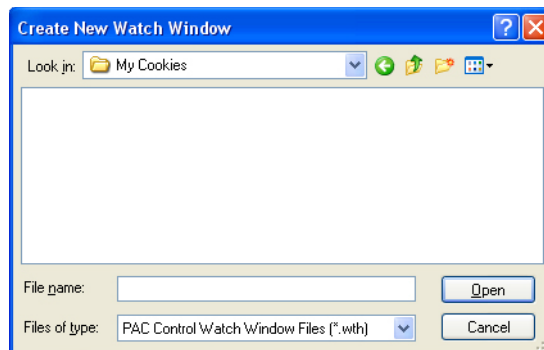 Create New Watch Window
Look in: My Cookies
File name: Open
Files of type: PAC Control Watch Window Files (*.wth) Cancel